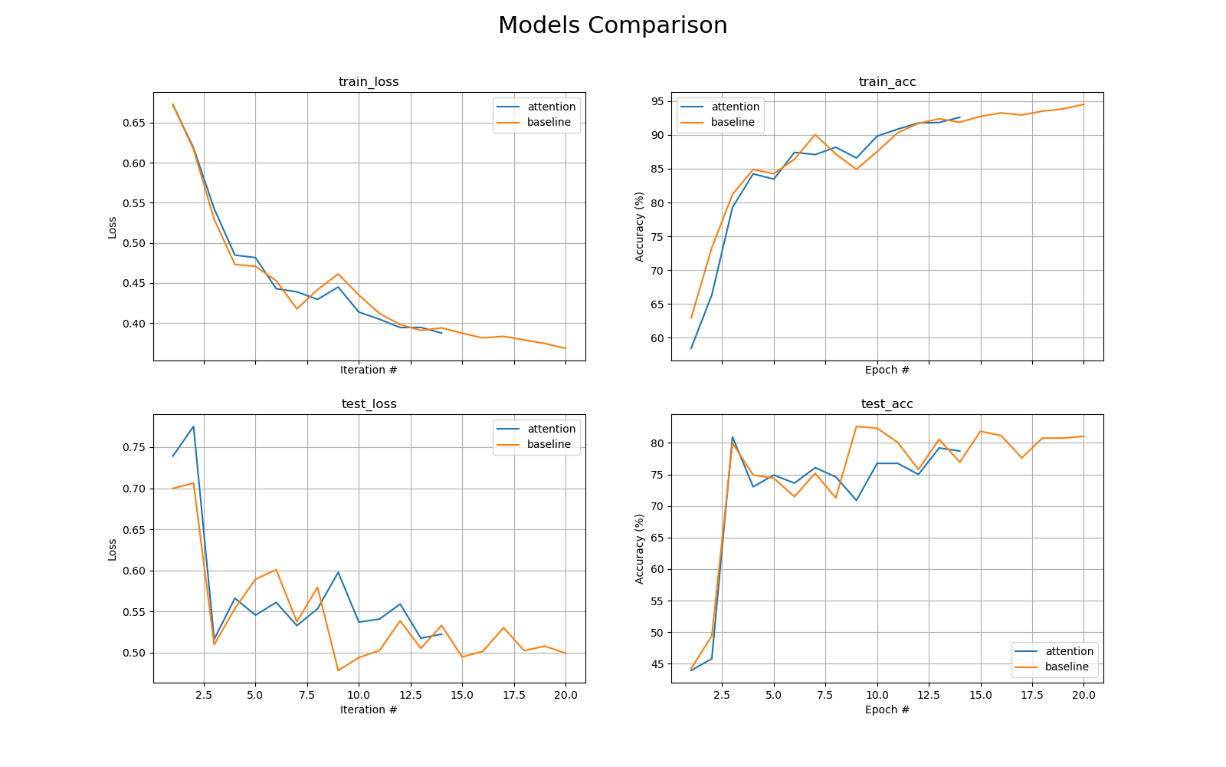 Models Comparison
train_loss
train_acc
Loss
0.65
0.60
0.55
0.50
0.45
0.40
attention
baseline
Iteration #
Accuracy (%)
95
90
85
80
75
70
65
60
attention
baseline
Epoch #
test_loss
test_acc
Loss
0.75
0.70
0.65
0.60
0.55
0.50
attention
baseline
2.5 5.0 7.5 10.0 12.5 15.0 17.5 20.0
Iteration #
Accuracy (%)
80
75
70
65
60
55
50
45
attention
baseline
2.5 5.0 7.5 10.0 12.5 15.0 17.5 20.0
Epoch #